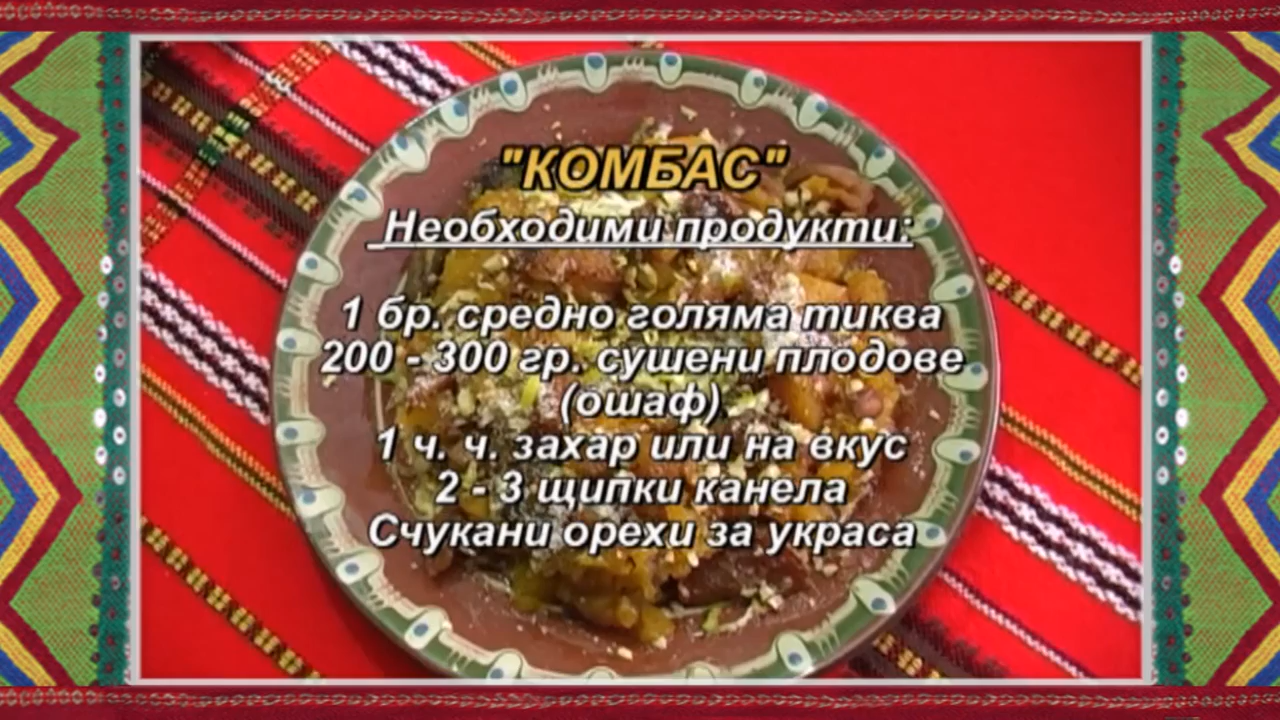 "КОМБАС"
Необходими продукти:
1 бр. средно голяма тиква
200 - 300 гр. сушени плодове
(ошаф)
1 ч. ч. захар или на вкус
2 - 3 щипки канела
Счукани орехи за украса